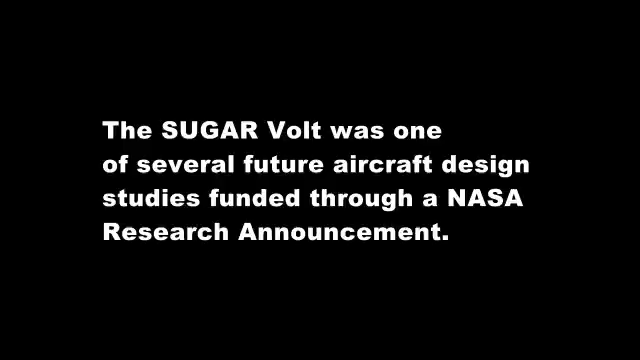 The SUGAR Volt was one
of several future aircraft design
studies funded through a NASA
Research Announcement.